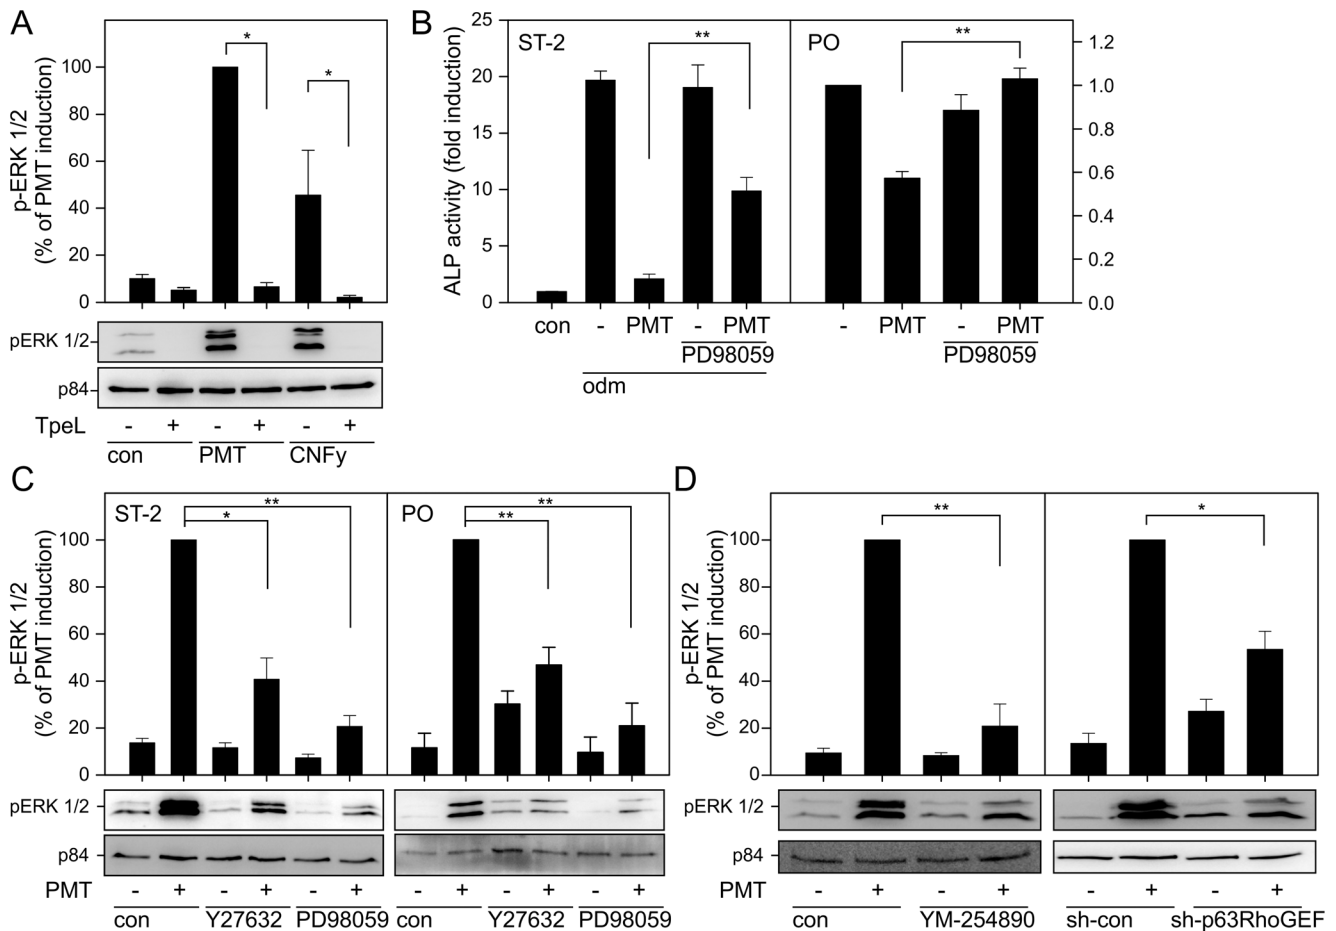 A
p-ERK 1/2
(% of PMT induction)
100
80
60
40
20
0
*
*
pERK 1/2
p84
TpeL - + - + - +
con PMT CNFy
B
ALP activity (fold induction)
25
20
15
10
5
0
ST-2
**
PO
**
1.2
1.0
0.8
0.6
0.4
0.2
0.0
con - PMT - PMT
PD98059
odm
- PMT - PMT
PD98059
C
p-ERK 1/2
(% of PMT induction)
100
80
60
40
20
0
ST-2
**
*
PO
**
**
pERK 1/2
p84
PMT - + - + - + - + - + - +
con Y27632 PD98059 con Y27632 PD98059
D
p-ERK 1/2
(% of PMT induction)
100
80
60
40
20
0
**
*
pERK 1/2
p84
PMT - + - + - + - +
con YM-254890 sh-con sh-p63RhoGEF